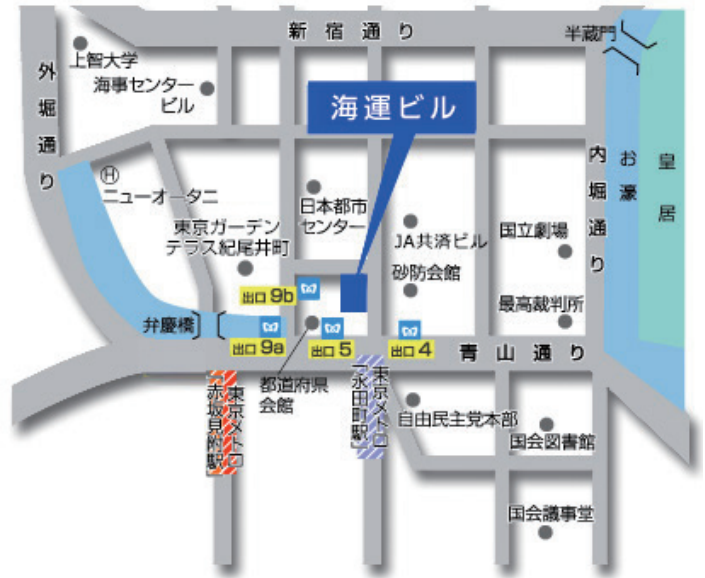 新宿通り
半蔵門
上智大学
海事センター
ビル
外堀通り
海運ビル
内堀通り
お濠
皇居
Ⓗ
ニューオータニ
日本都市
センター
東京ガーデン
テラス紀尾井町
JA共済ビル
国立劇場
砂防会館
出口 9b
最高裁判所
弁慶橋
出口 9a
出口 5
出口 4
青山通り
都道府県
会館
東京メトロ
「赤坂見附駅」
東京メトロ
「永田町駅」
自由民主党本部
国会図書館
国会議事堂